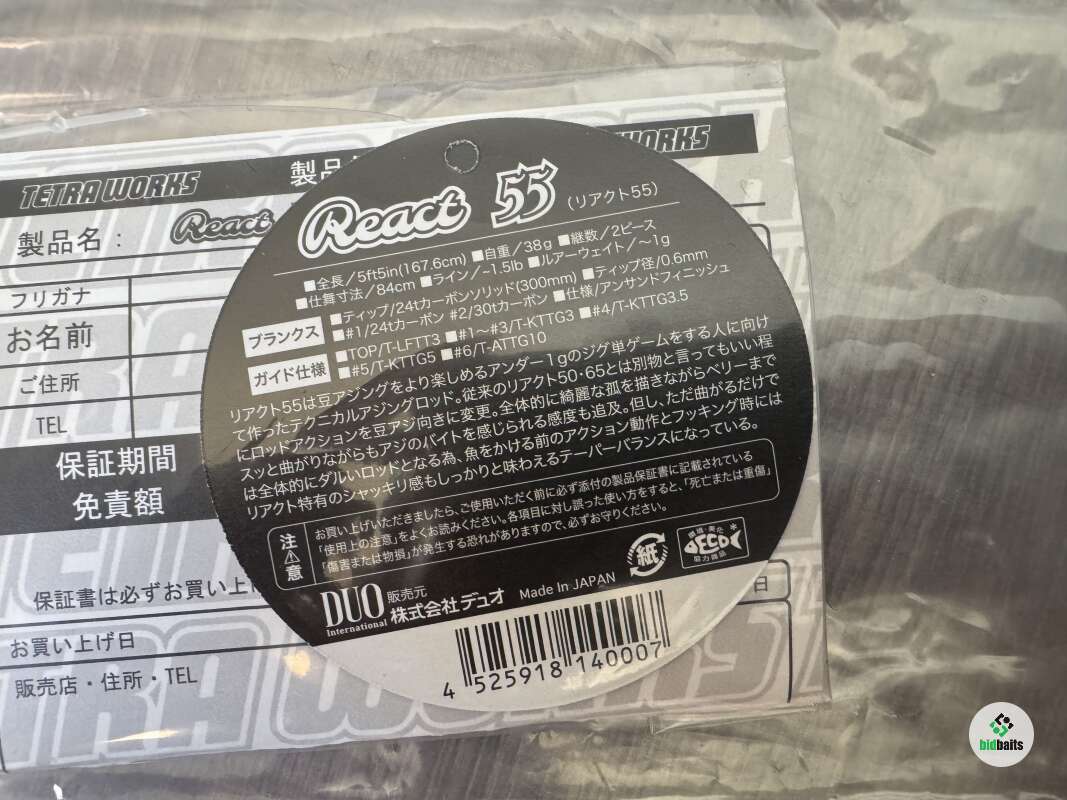 TETRA WORKS
製品
WORKS
製品名：
React
フリガナ
お名前
ご住所
TEL
保証期間
免責額
保証書は必ずお買い上
お買い上げ日
日
販売店・住所・TEL
React 55 (リアクト55)
■全長／5ft5in(167.6cm) ■自重／38g ■継数／2ピース
■仕舞寸法／84cm ■ライン／~1.5lb ■ルアーウェイト／～1g
ブランクス
■ティップ/24tカーボンソリッド(300mm) ■ティップ径/0.6mm
■#1/24tカーボン #2/30tカーボン ■仕様/アンサンドフィニッシュ
ガイド仕様
■TOP/T-LFTT3 ■#1～#3/T-KTTG3 ■#4/T-KTTG3.5
■#5/T-KTTG5 ■#6/T-ATTG10
リアクト55は豆アジングをより楽しめるアンダー1gのジグ単ゲームをする人に向け
て作ったテクニカルアジングロッド。従来のリアクト50・65とは別物と言ってもいい程
にロッドアクションを豆アジ向きに変更。全体的に綺麗な孤を描きながらベリーまで
スッと曲がりながらもアジのバイトを感じられる感度も追及。但し、ただ曲がるだけで
は全体的にダルいロッドとなる為、魚をかける前のアクション動作とフッキング時には
リアクト特有のシャッキリ感もしっかりと味わえるテーパーバランスになっている。
注⚠意
お買い上げいただきましたら、ご使用いただく前に必ず添付の製品保証書に記載されている
「使用上の注意」をよくお読みください。各項目に対し誤った使い方をすると、「死亡または重傷」
「傷害または物損」が発生する恐れがありますので、必ずお守りください。
紙
環境・美化
DECO
協力商品
DUO
International
販売元
株式会社デュオ
Made In JAPAN
4 525918 140007
TETRA WORKS
bidbaits